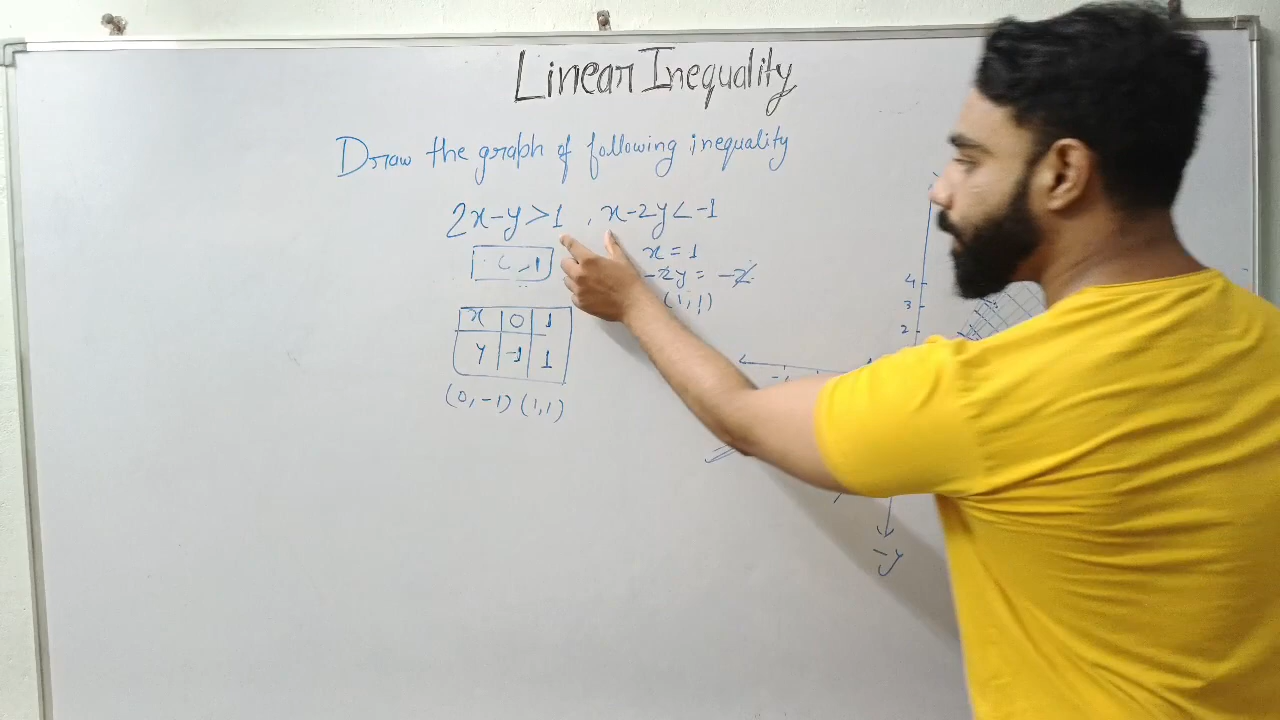 Linear Inequality
Draw the graph of following inequality
2x-y>1 , x-2y<-1
x = 1
-2y = -2
(1,1)
x 0 1
y -1 1
(0,-1) (1,1)
4
3
2
-1
-y